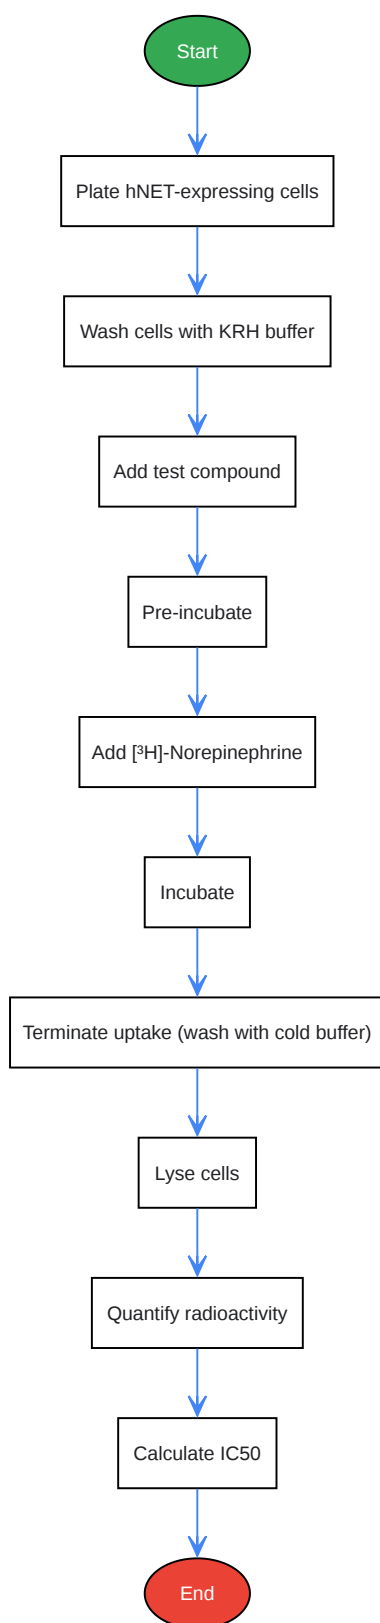 Start
Plate hNET-expressing cells
Wash cells with KRH buffer
Add test compound
Pre-incubate
Add [³H]-Norepinephrine
Incubate
Terminate uptake (wash with cold buffer)
Lyse cells
Quantify radioactivity
Calculate IC50
End